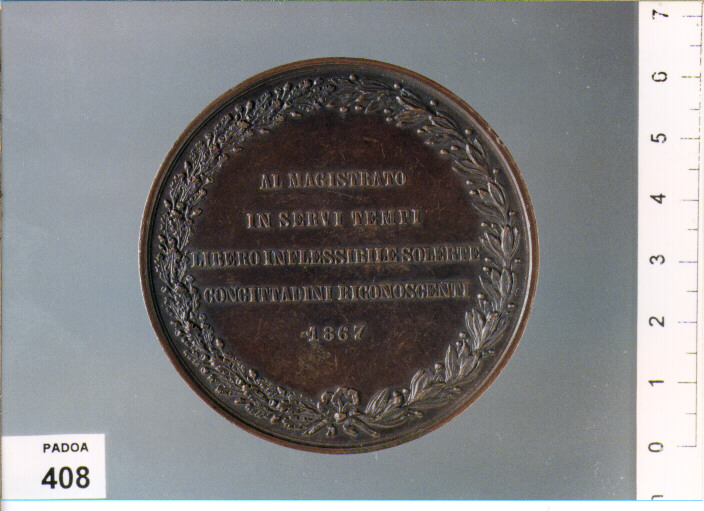 AL MAGISTRATO
IN SERVI TEMPI
LIBERO INFLESSIBILE SOLERTE
CONCITTADINI RICONOSCENTI
1867
PADOA
408
7
6
5
4
3
2
1
0